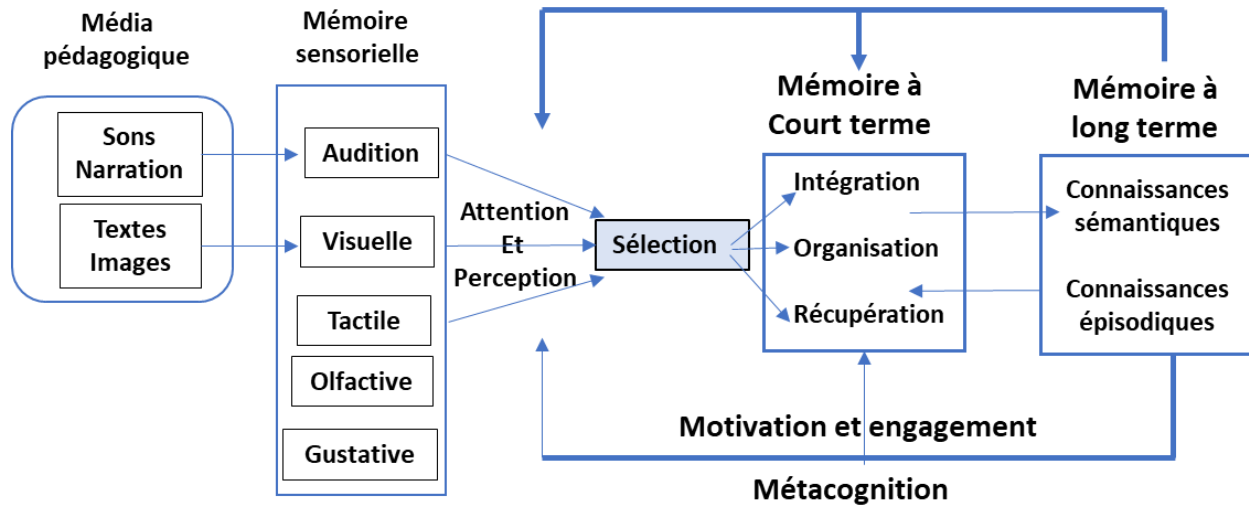 Média
pédagogique
Sons
Narration
Textes
Images
Mémoire
sensorielle
Audition
Visuelle
Tactile
Olfactive
Gustative
Attention
Et
Perception
Sélection
Mémoire à
Court terme
Intégration
Organisation
Récupération
Mémoire à
long terme
Connaissances
sémantiques
Connaissances
épisodiques
Motivation et engagement
Métacognition